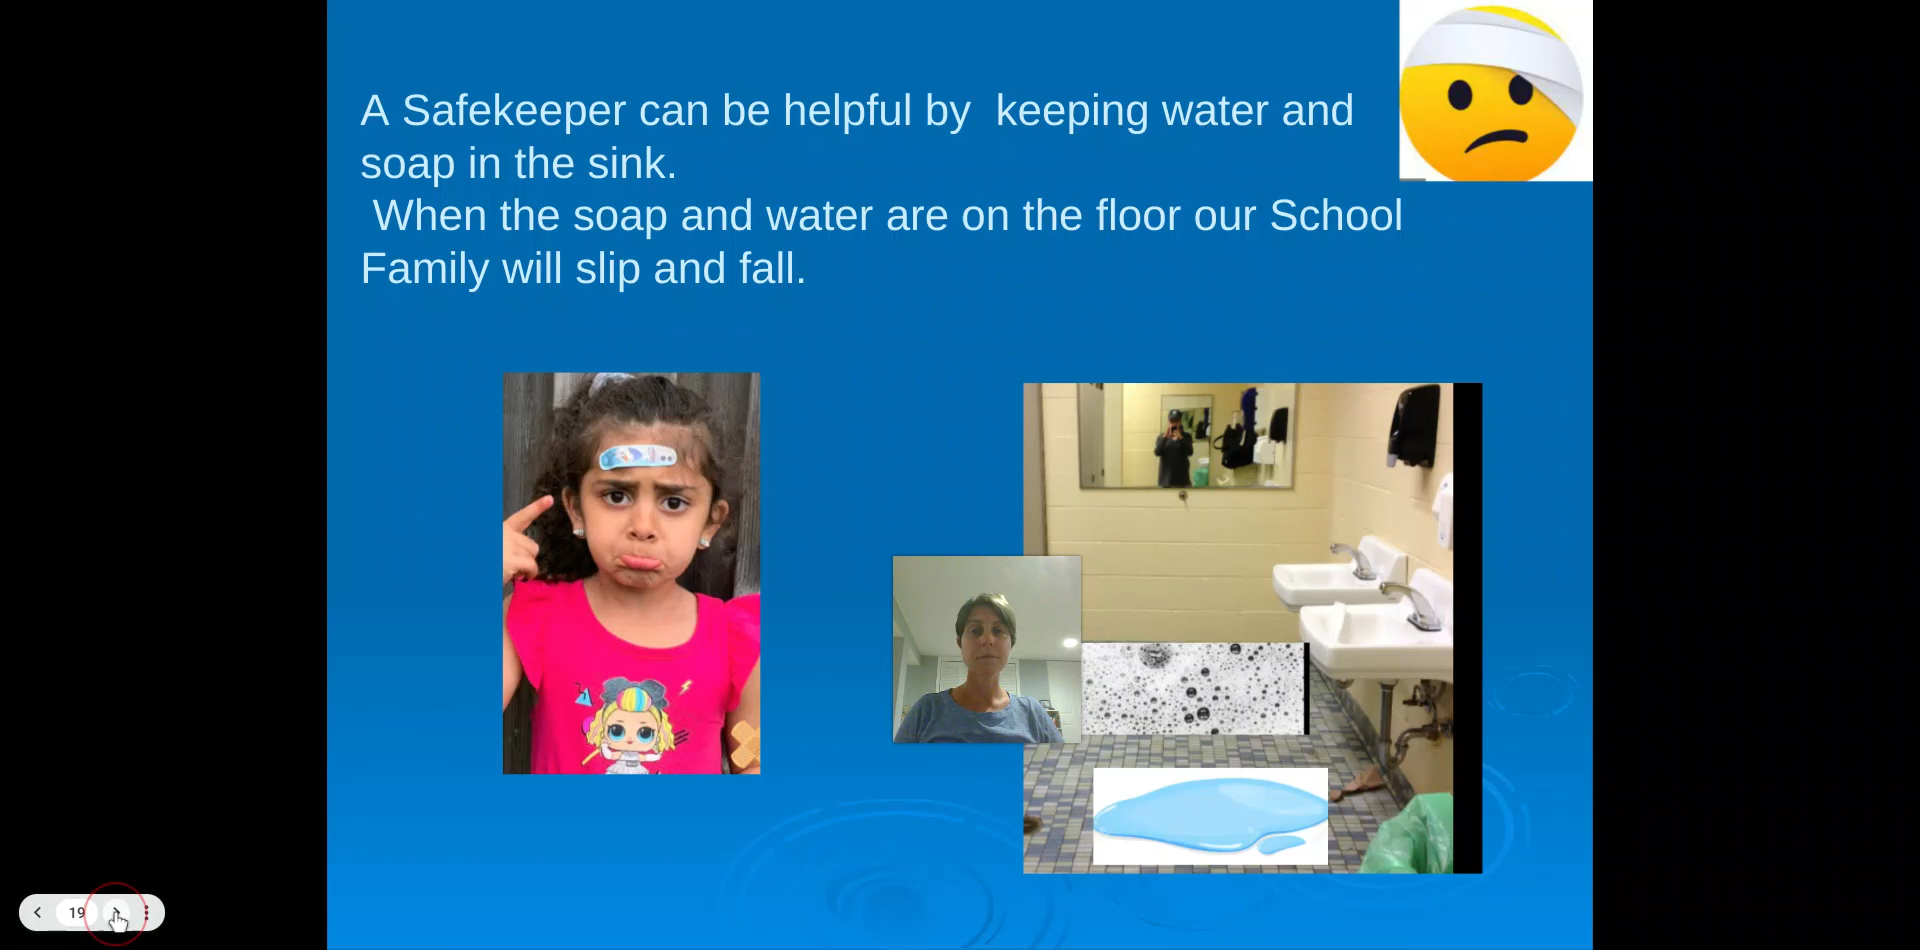 A Safekeeper can be helpful by  keeping water and
soap in the sink.
When the soap and water are on the floor our School
Family will slip and fall.
19